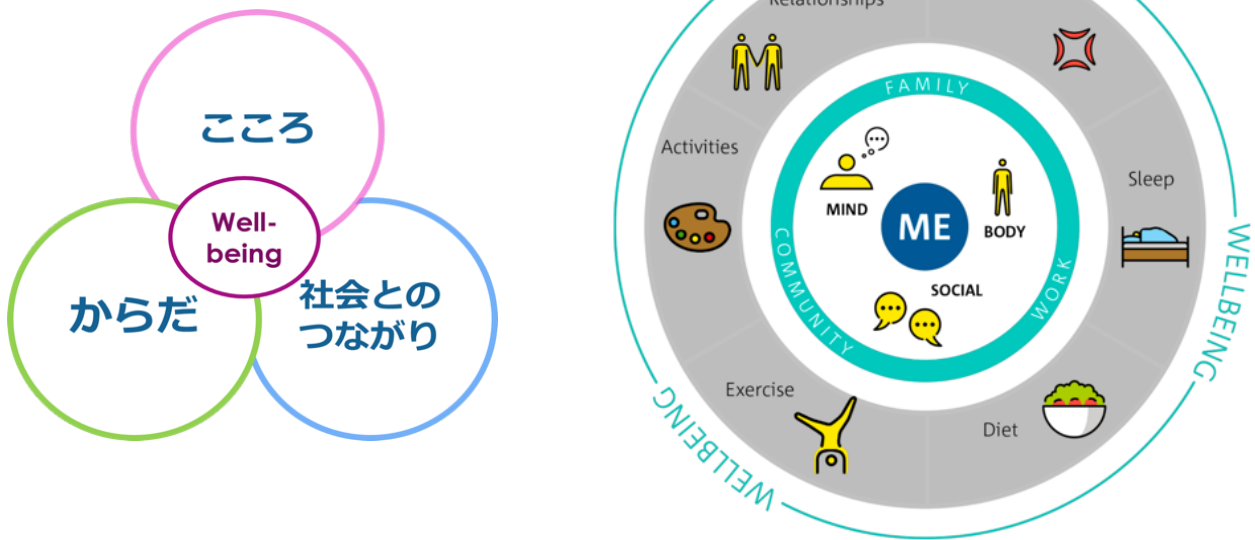 こころ
Well-
being
からだ
社会との
つながり
Relationships
Activities
Sleep
Exercise
Diet
FAMILY
COMMUNITY
WORK
MIND
BODY
SOCIAL
ME
WELLBEING
WELLBEING